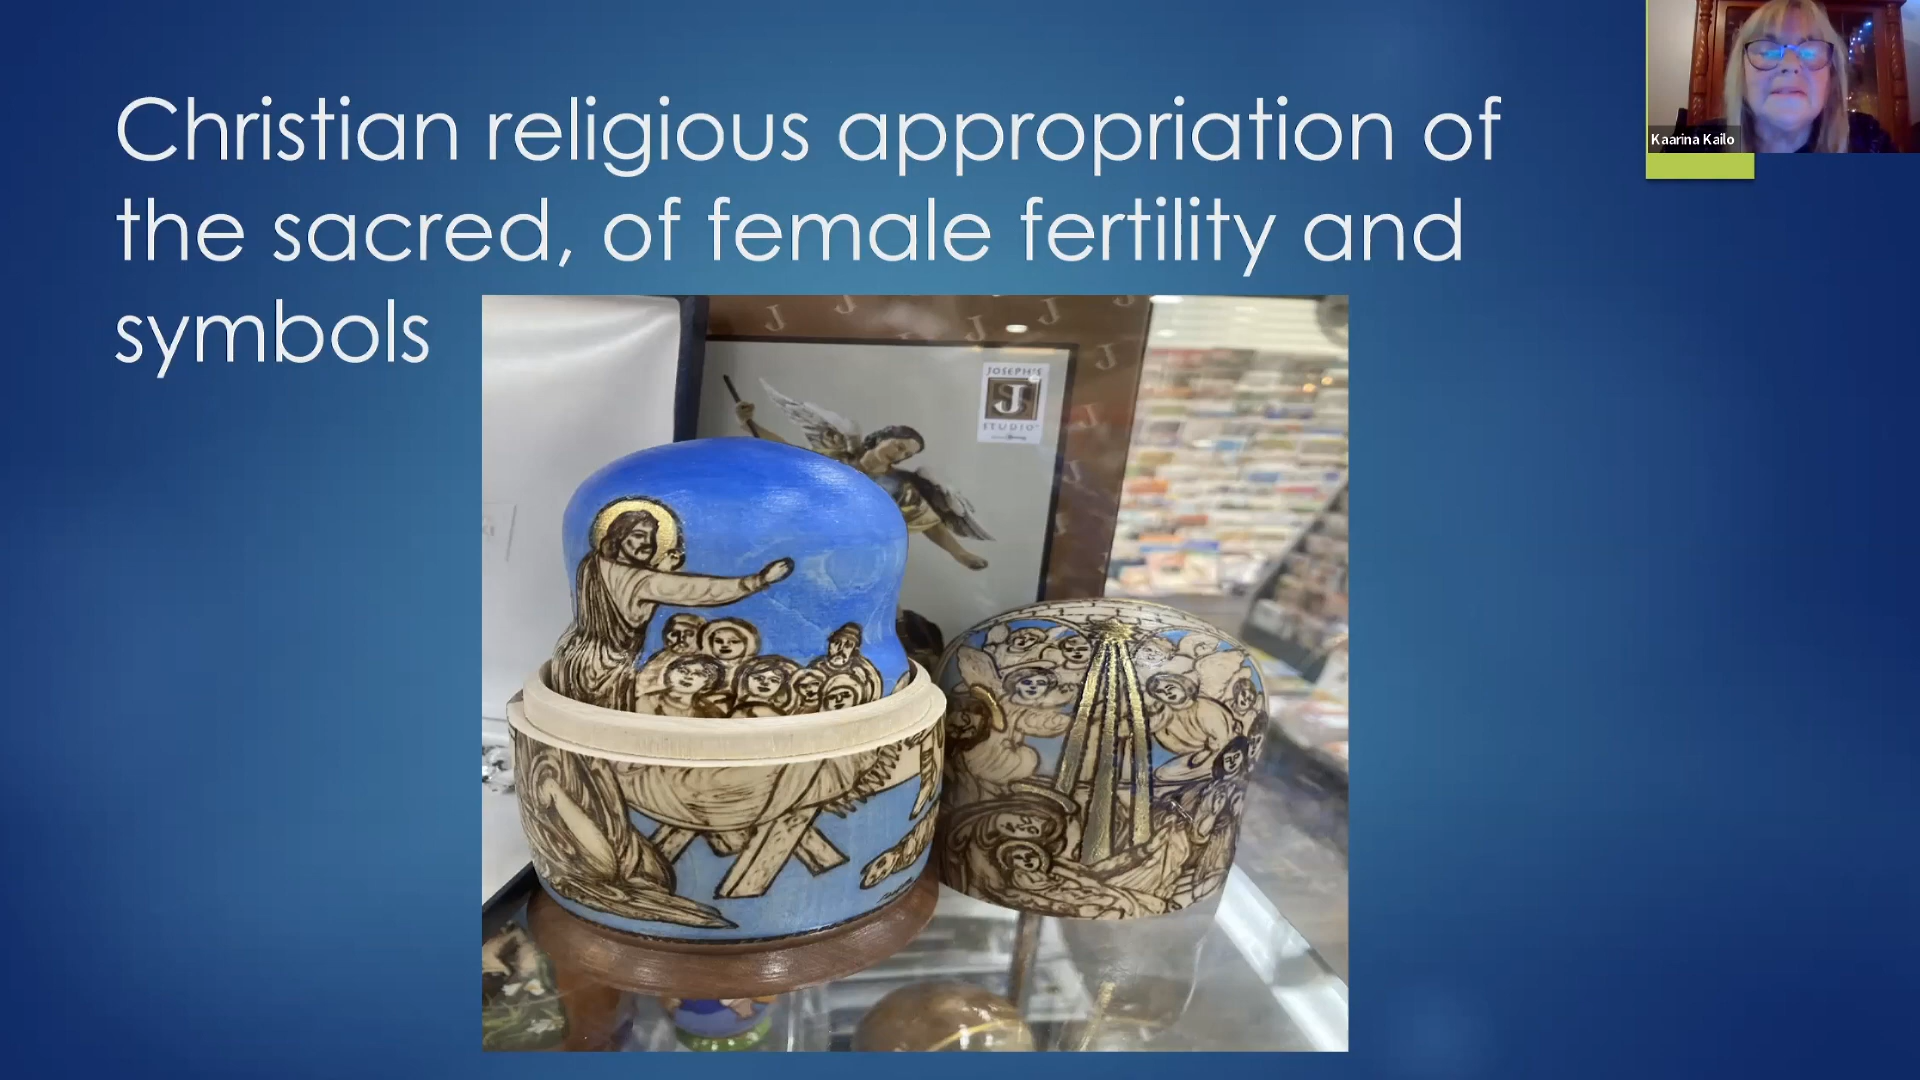 Christian religious appropriation of
the sacred, of female fertility and
symbols
Kaarina Kailo
JOSEPH'S
J
STUDIO
J
J
J
J
J